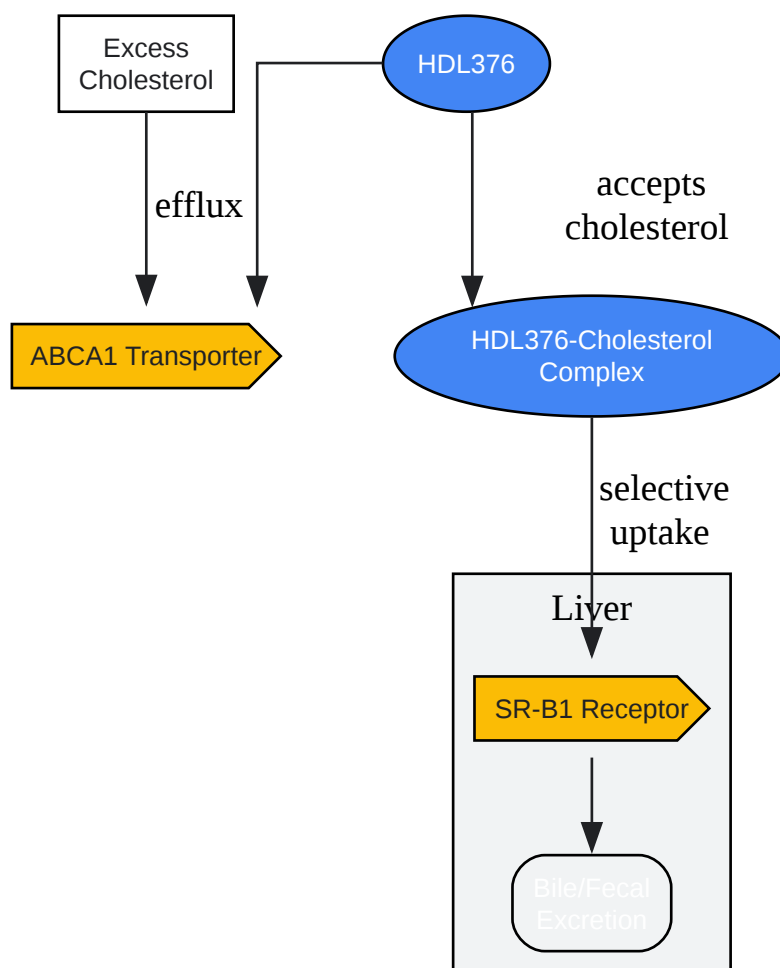 Excess
Cholesterol
HDL376
efflux
accepts
cholesterol
ABCA1 Transporter
HDL376-Cholesterol
Complex
selective
uptake
Liver
SR-B1 Receptor
Bile/Fecal
Excretion